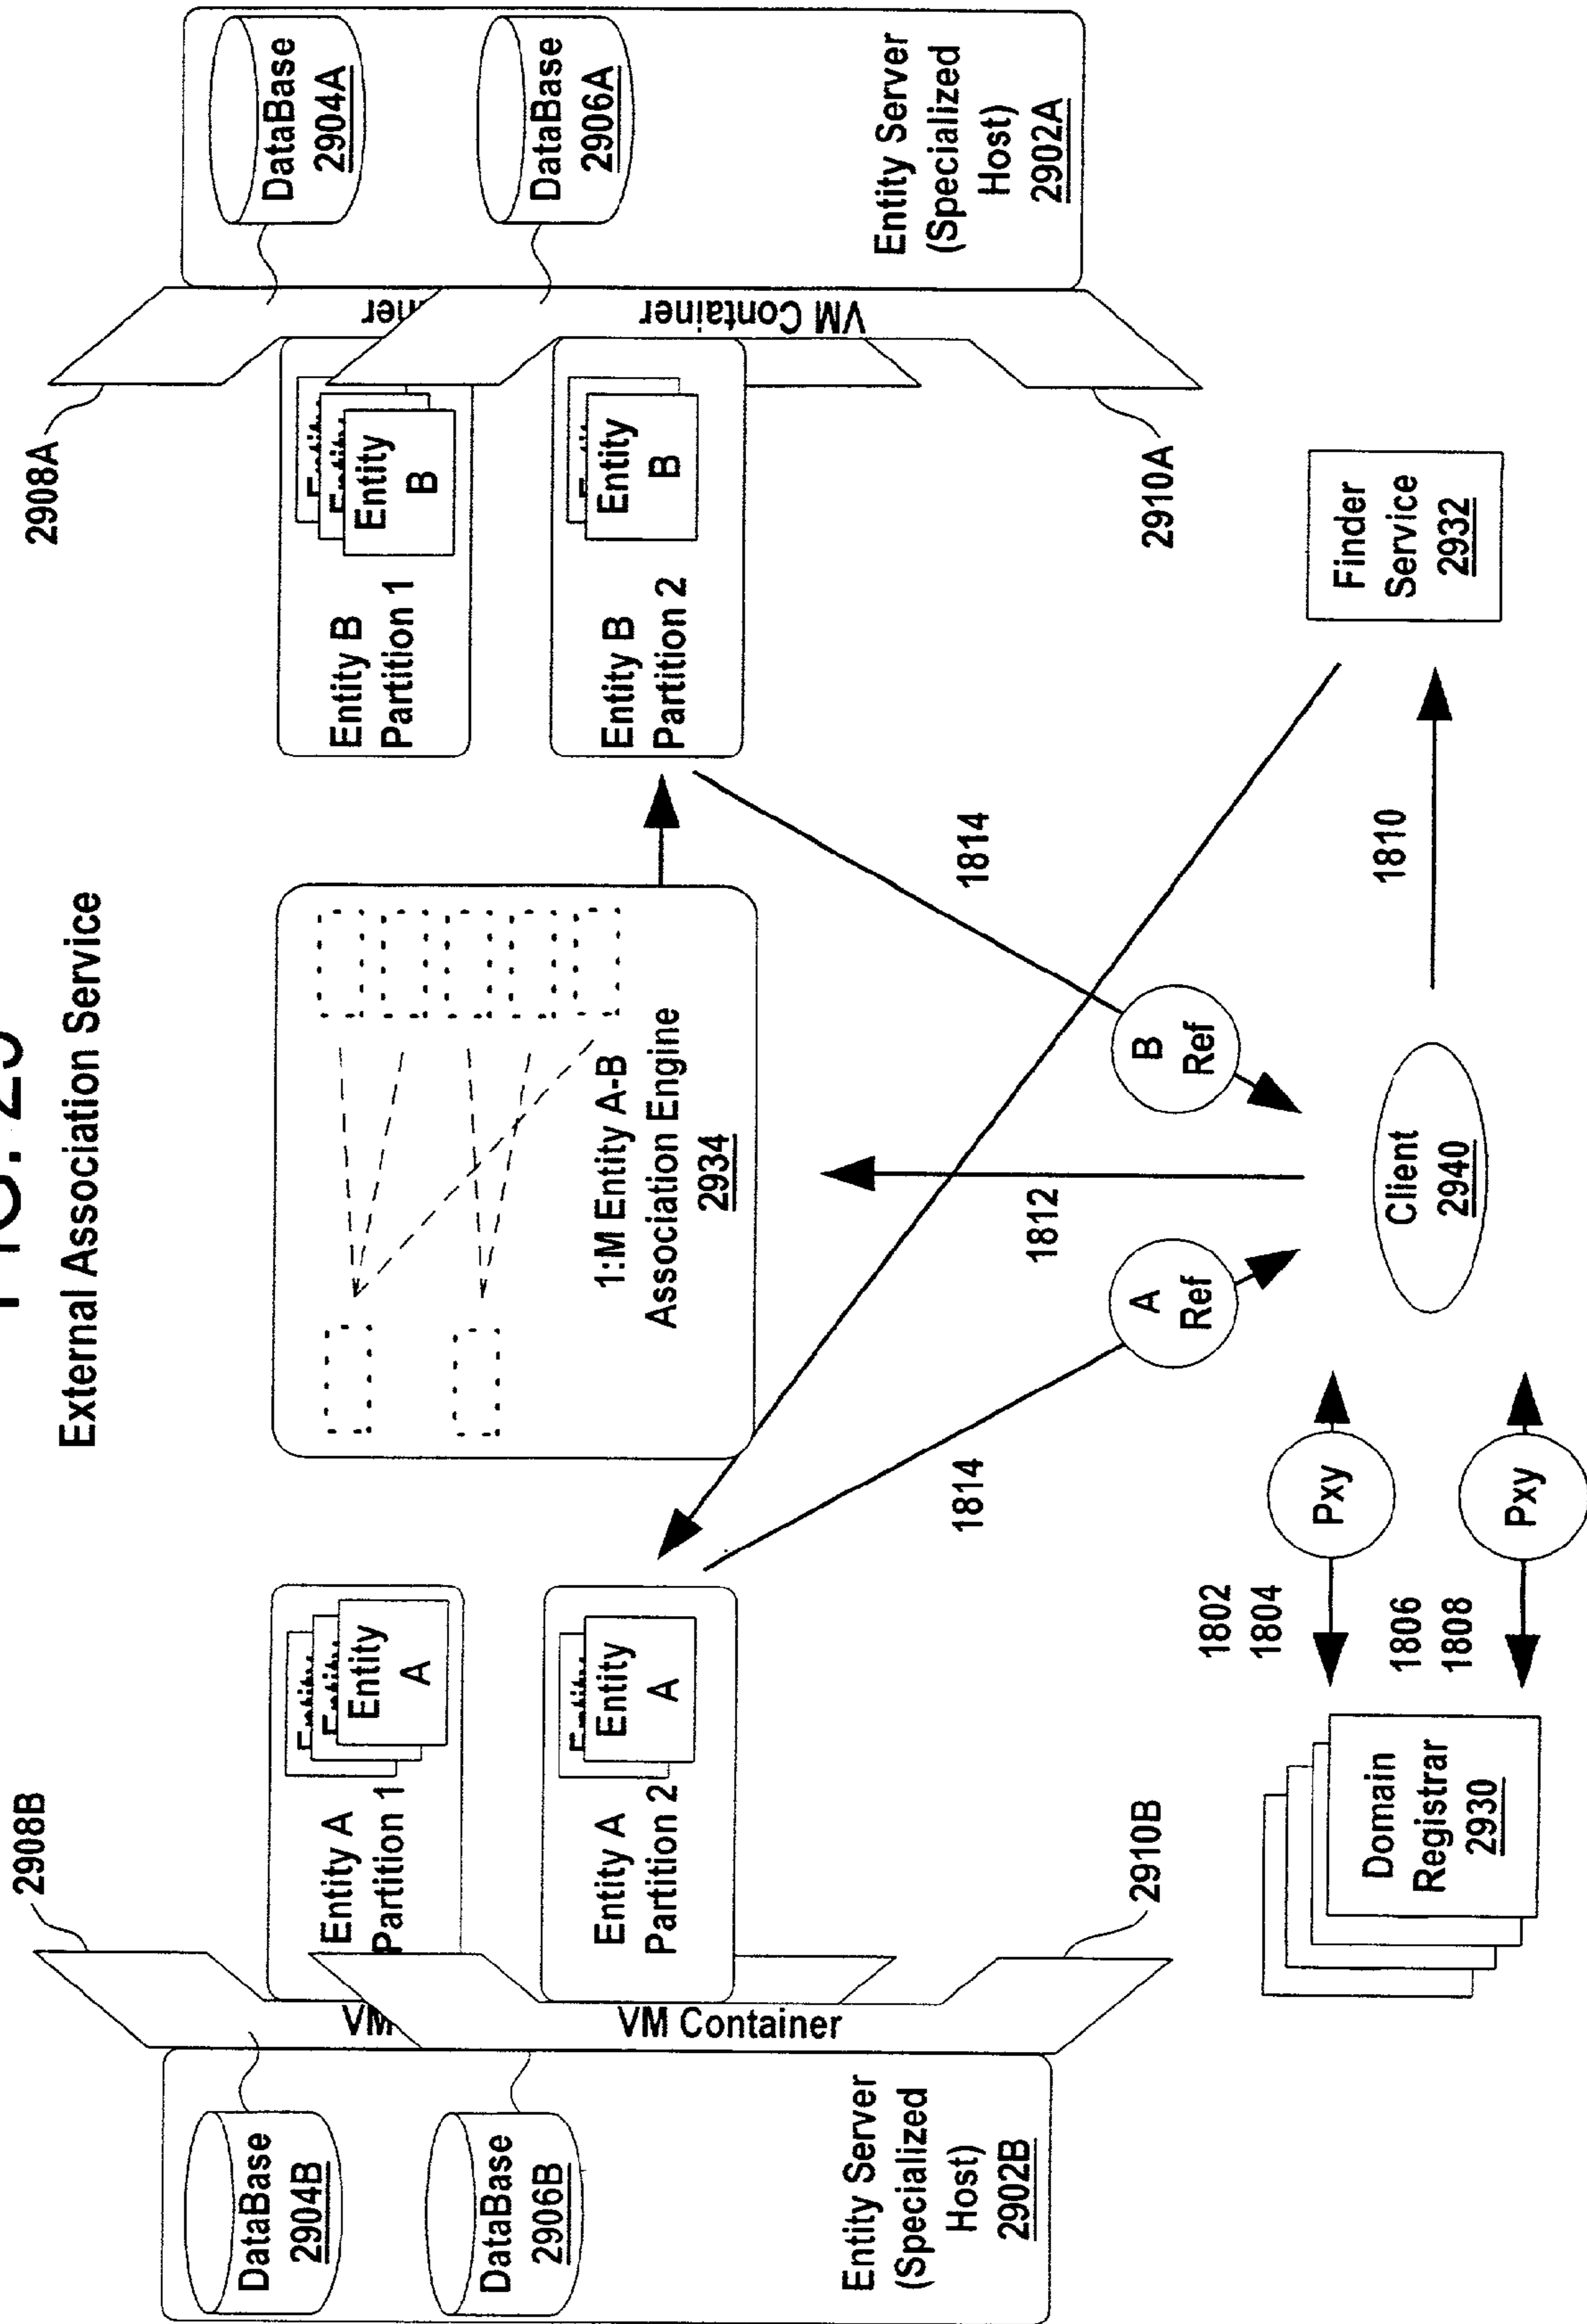 FIG. 29
External Association Service
2908B
2908A
DataBase
2904B
VM
Entity A
Partition 1
Entity
A
Entity B
Partition 1
Entity
B
DataBase
2904A
DataBase
2906B
VM Container
Entity A
Partition 2
Entity
A
1:M Entity A-B
Association Engine
2934
Entity B
Partition 2
Entity
B
VM Container
DataBase
2906A
Entity Server
(Specialized
Host)
2902B
Entity Server
(Specialized
Host)
2902A
2910B
2910A
1814
1812
1814
A
Ref
B
Ref
1802
1804
Pxy
1806
1808
Pxy
Domain
Registrar
2930
Client
2940
1810
Finder
Service
2932